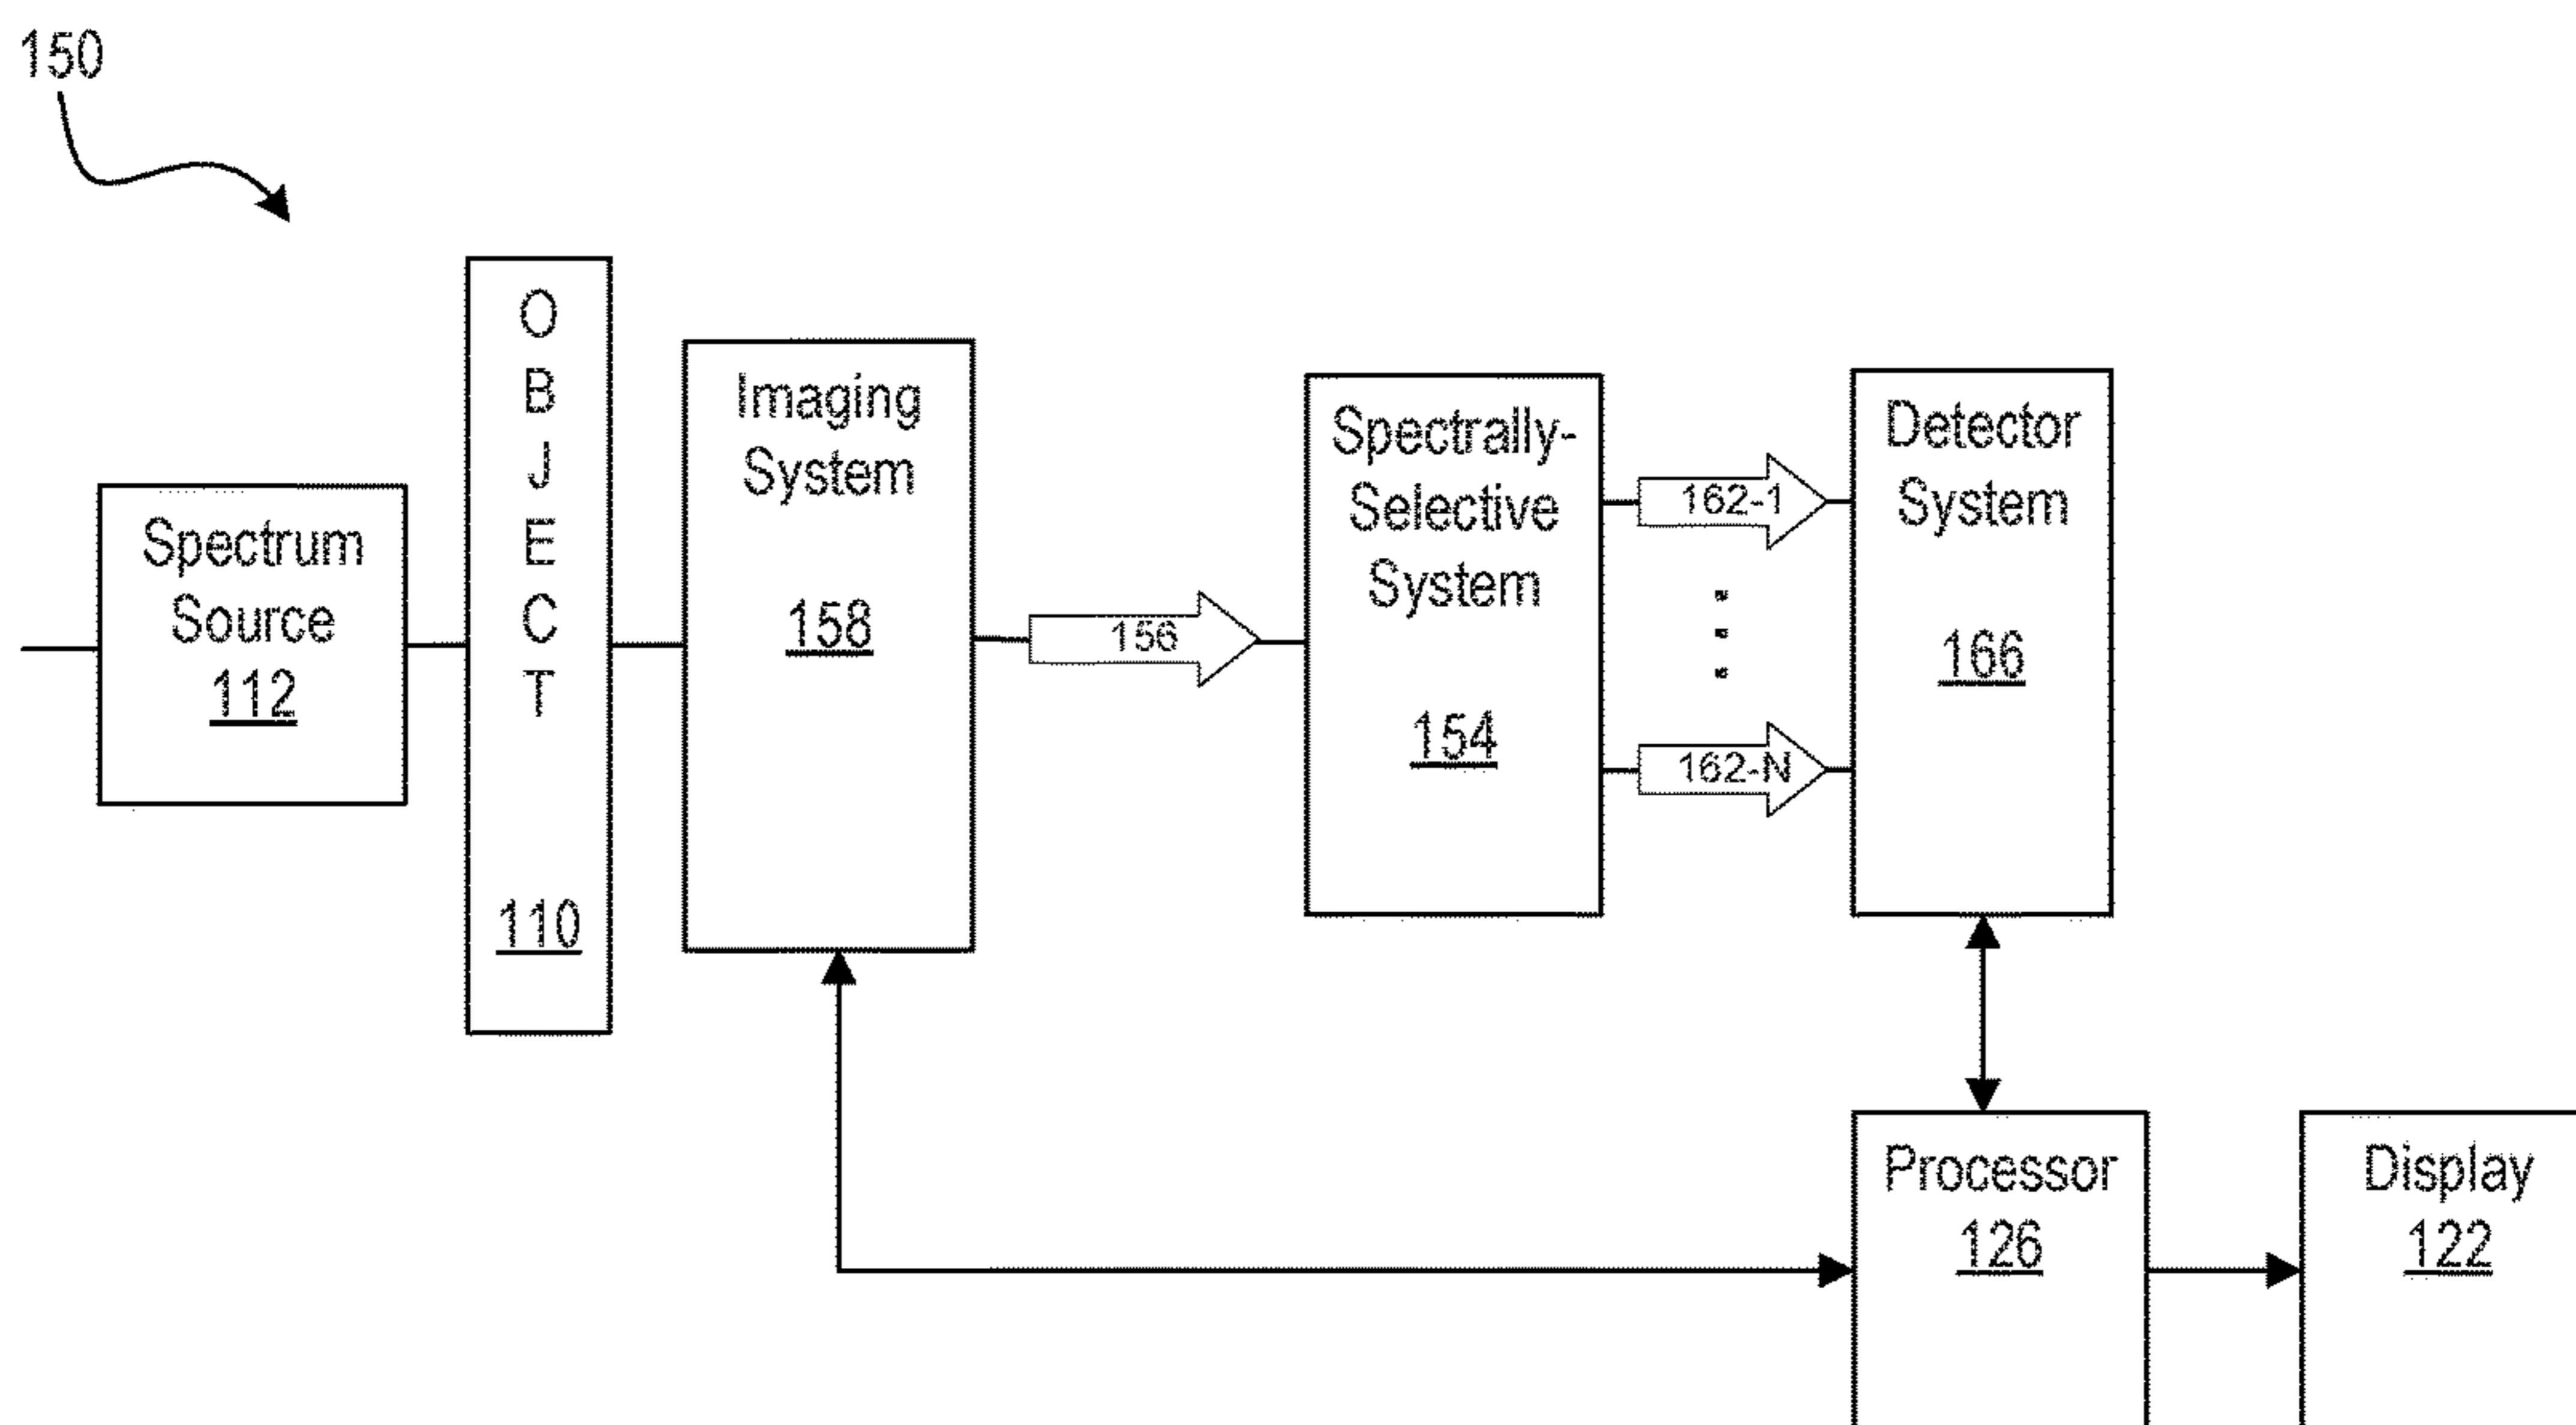 150
OBJECT
110
Spectrum
Source
112
Imaging
System
158
156
Spectrally-
Selective
System
154
162-1
162-N
Detector
System
166
Processor
126
Display
122